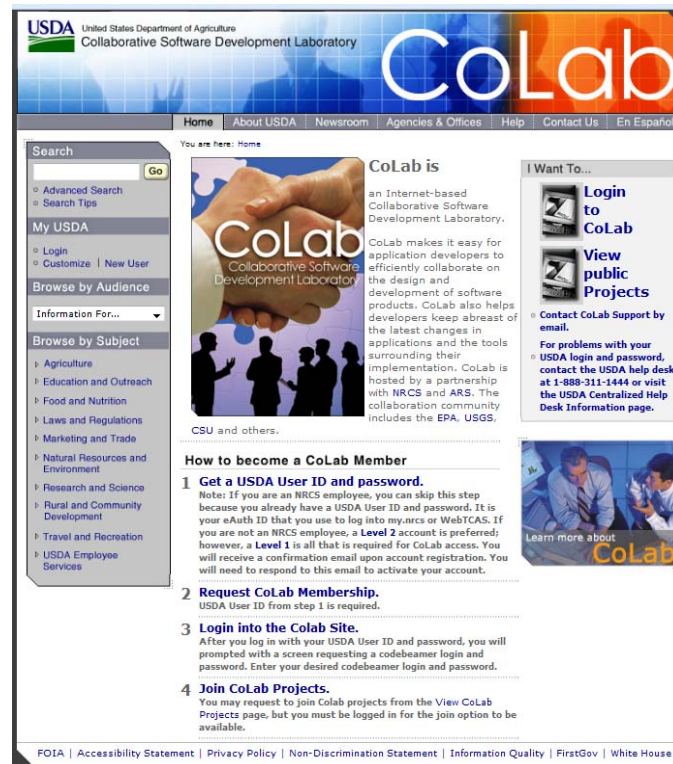 USDA
United States Department of Agriculture
Collaborative Software Development Laboratory
CoLab
Home
About USDA
Newsroom
Agencies & Offices
Help
Contact Us
En Español
You are here: Home
Search
Go
Advanced Search
Search Tips
My USDA
Login
Customize | New User
Browse by Audience
Information For...
Browse by Subject
Agriculture
Education and Outreach
Food and Nutrition
Laws and Regulations
Marketing and Trade
Natural Resources and
Environment
Research and Science
Rural and Community
Development
Travel and Recreation
USDA Employee
Services
CoLab
Collaborative Software
Development Laboratory
CoLab is
an Internet-based
Collaborative Software
Development Laboratory.
CoLab makes it easy for
application developers to
efficiently collaborate on
the design and
development of software
products. CoLab also helps
developers keep abreast of
the latest changes in
applications and the tools
surrounding their
implementation. CoLab is
hosted by a partnership
with NRCS and ARS. The
collaboration community
includes the EPA, USGS,
CSU and others.
How to become a CoLab Member
1 Get a USDA User ID and password.
Note: If you are an NRCS employee, you can skip this step
because you already have a USDA User ID and password. It is
your eAuth ID that you use to log into my.nrcs or WebTCAS. If
you are not an NRCS employee, a Level 2 account is preferred;
however, a Level 1 is all that is required for CoLab access. You
will receive a confirmation email upon account registration. You
will need to respond to this email to activate your account.
2 Request CoLab Membership.
USDA User ID from step 1 is required.
3 Login into the Colab Site.
After you log in with your USDA User ID and password, you will
prompted with a screen requesting a codebeamer login and
password. Enter your desired codebeamer login and password.
4 Join CoLab Projects.
You may request to join Colab projects from the View CoLab
Projects page, but you must be logged in for the join option to be
available.
I Want To...
Login
to
CoLab
View
public
Projects
Contact CoLab Support by
email.
For problems with your
USDA login and password,
contact the USDA help desk
at 1-888-311-1444 or visit
the USDA Centralized Help
Desk Information page.
Learn more about
CoLab
FOIA | Accessibility Statement | Privacy Policy | Non-Discrimination Statement | Information Quality | FirstGov | White House